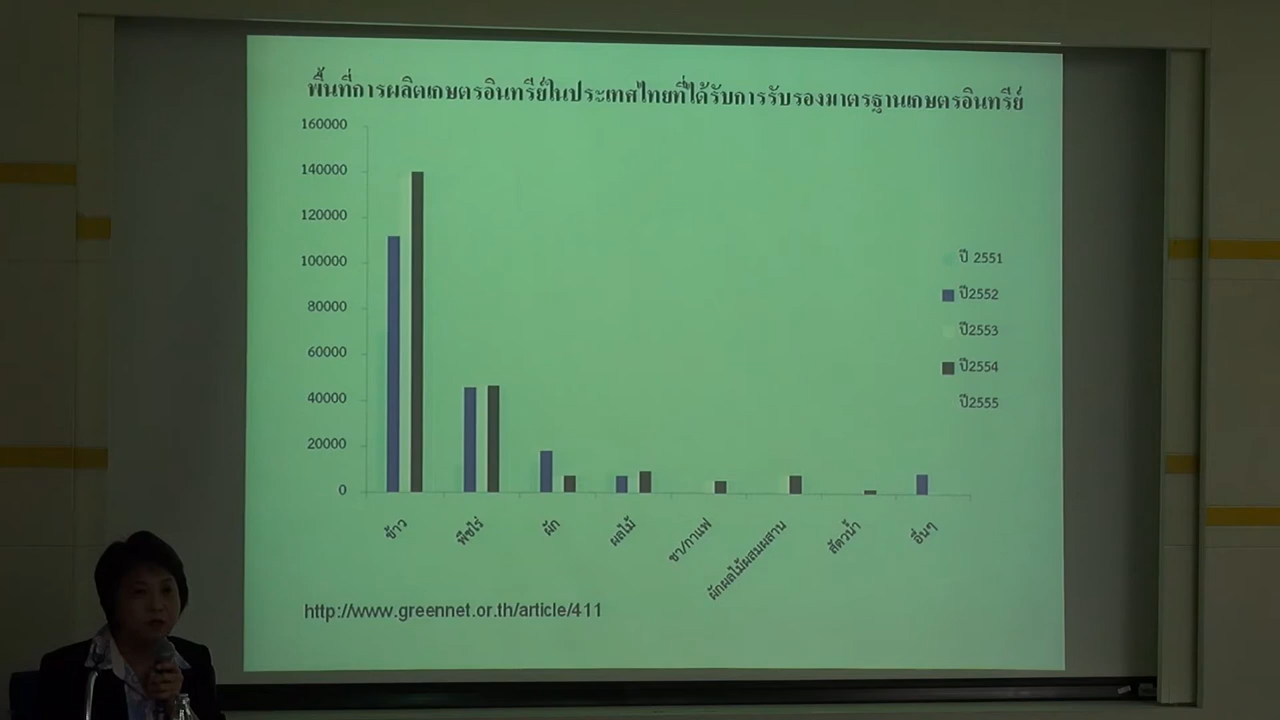 พื้นที่การผลิตเกษตรอินทรีย์ในประเทศไทยที่ได้รับการรับรองมาตรฐานเกษตรอินทรีย์
160000
140000
120000
100000
80000
60000
40000
20000
0
ข้าว
พืชไร่
ผัก
ผลไม้
ชา/กาแฟ
ผักผลไม้ผสมผสาน
สัตว์น้ำ
อื่นๆ
ปี 2551
ปี2552
ปี2553
ปี2554
ปี2555
http://www.greennet.or.th/article/411